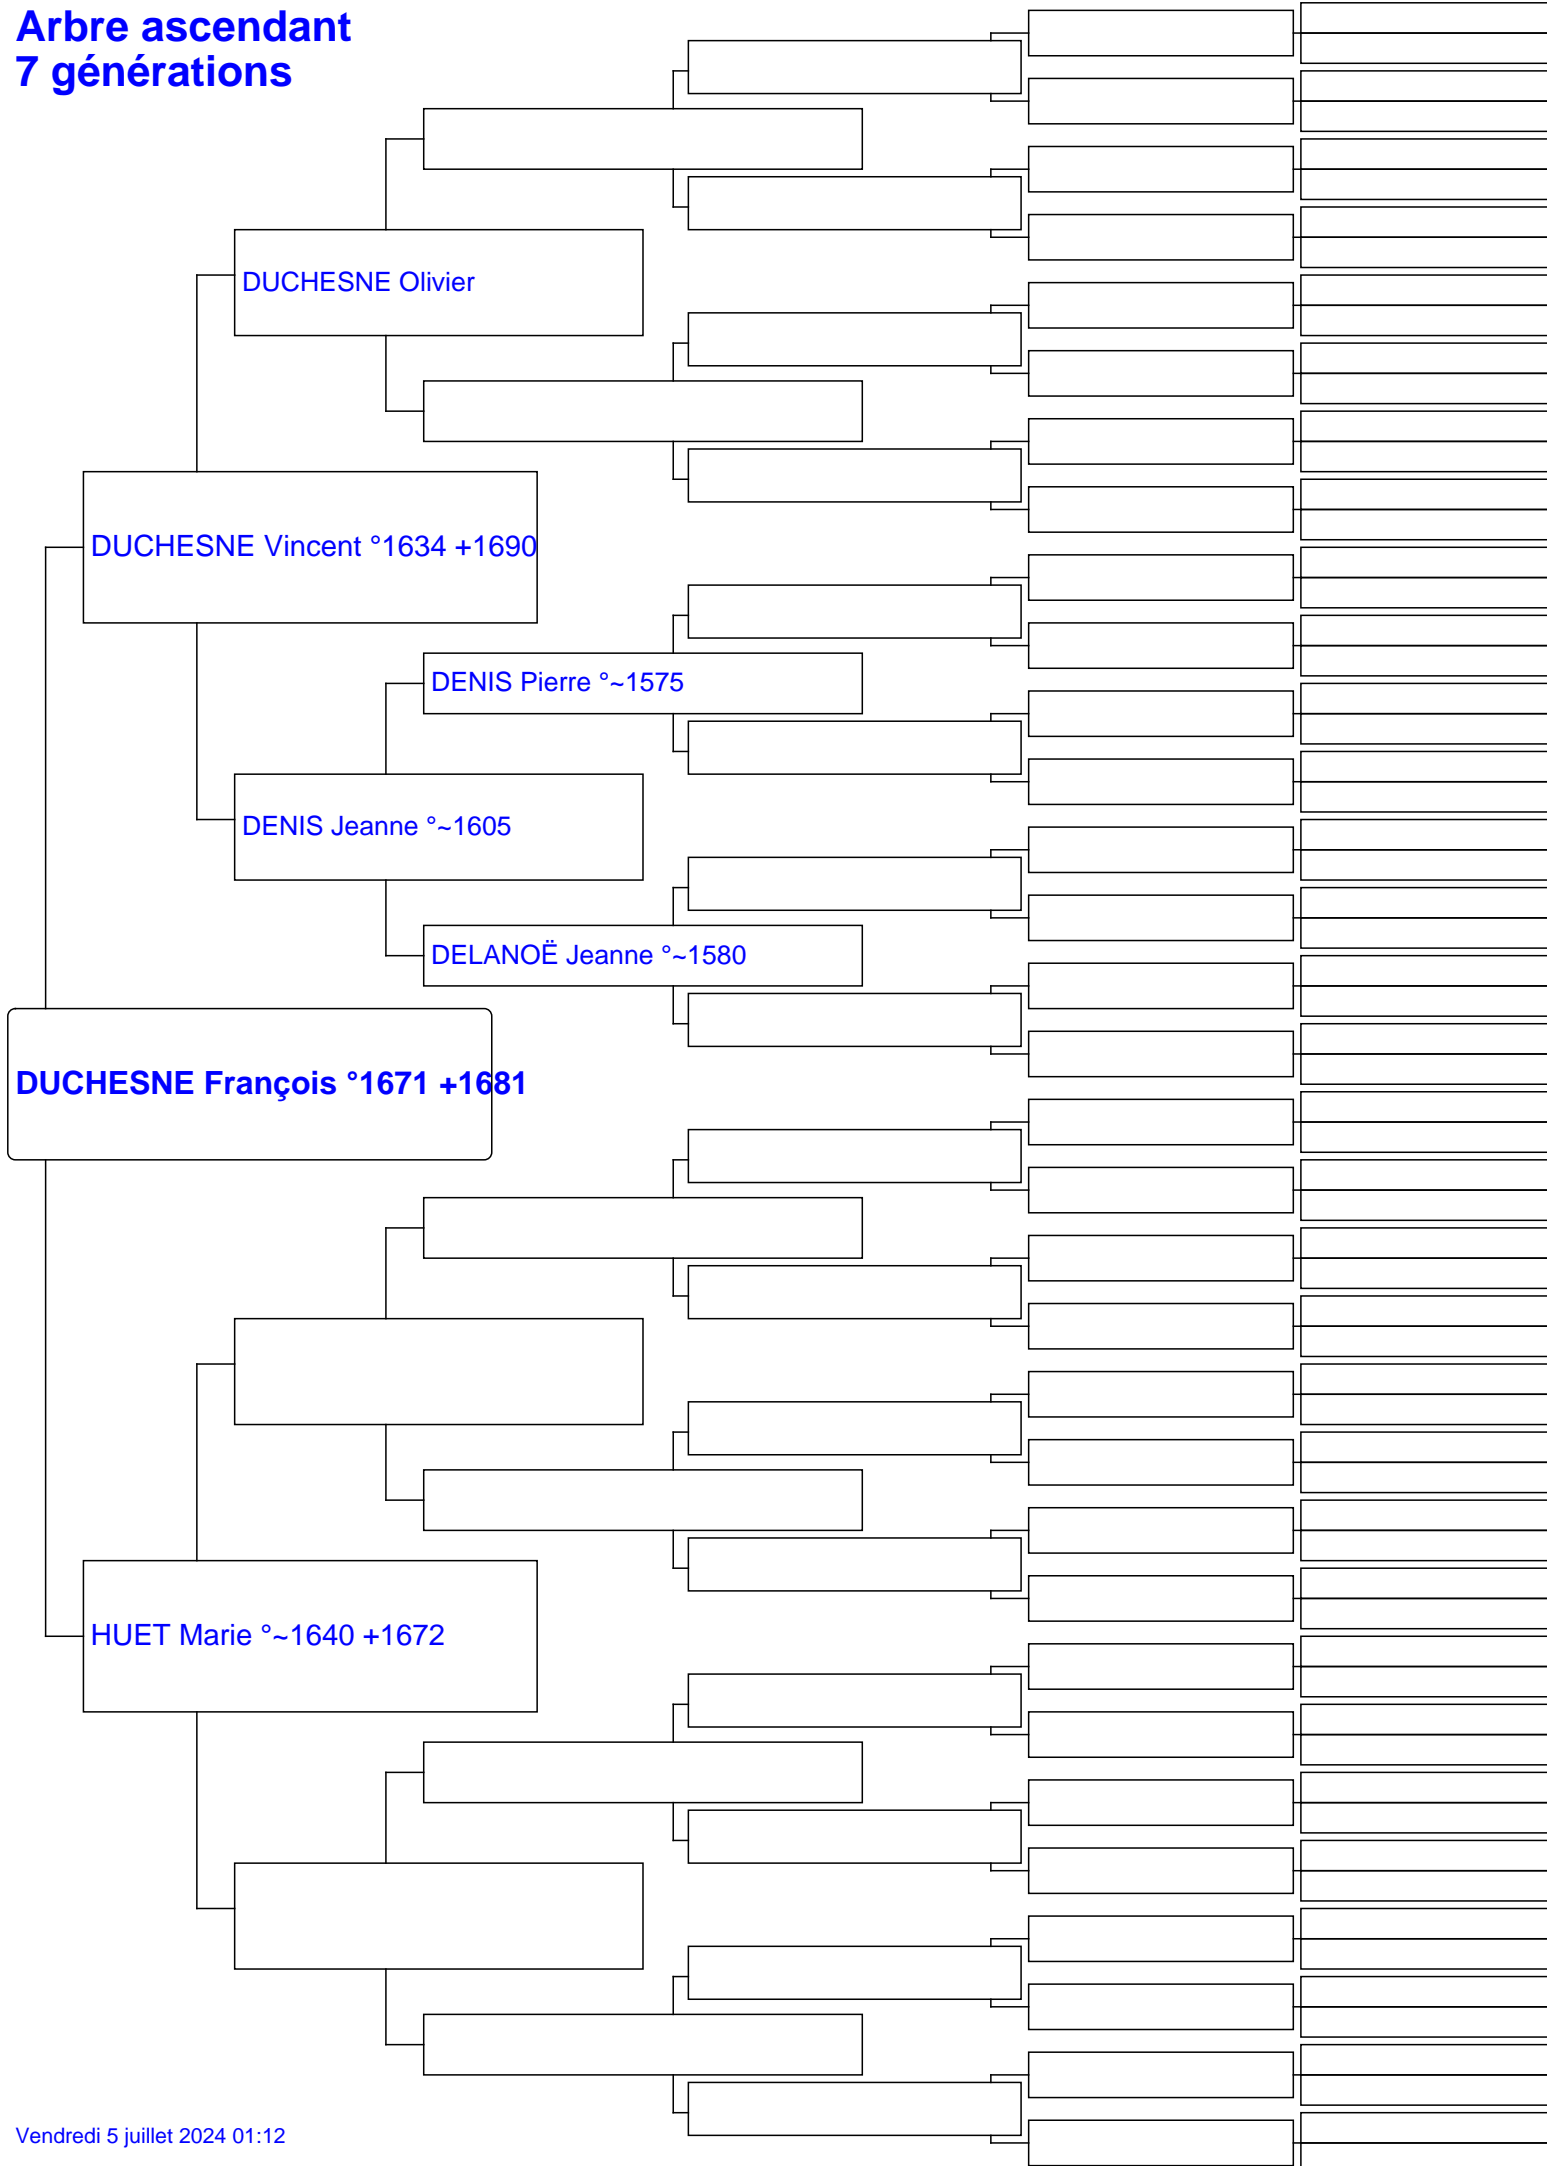 Arbre ascendant
7 générations
DUCHESNE Olivier
DUCHESNE Vincent °1634 +1690
DENIS Pierre °~1575
DENIS Jeanne °~1605
DELANOË Jeanne °~1580
DUCHESNE François °1671 +1681
HUET Marie °~1640 +1672
Vendredi 5 juillet 2024 01:12